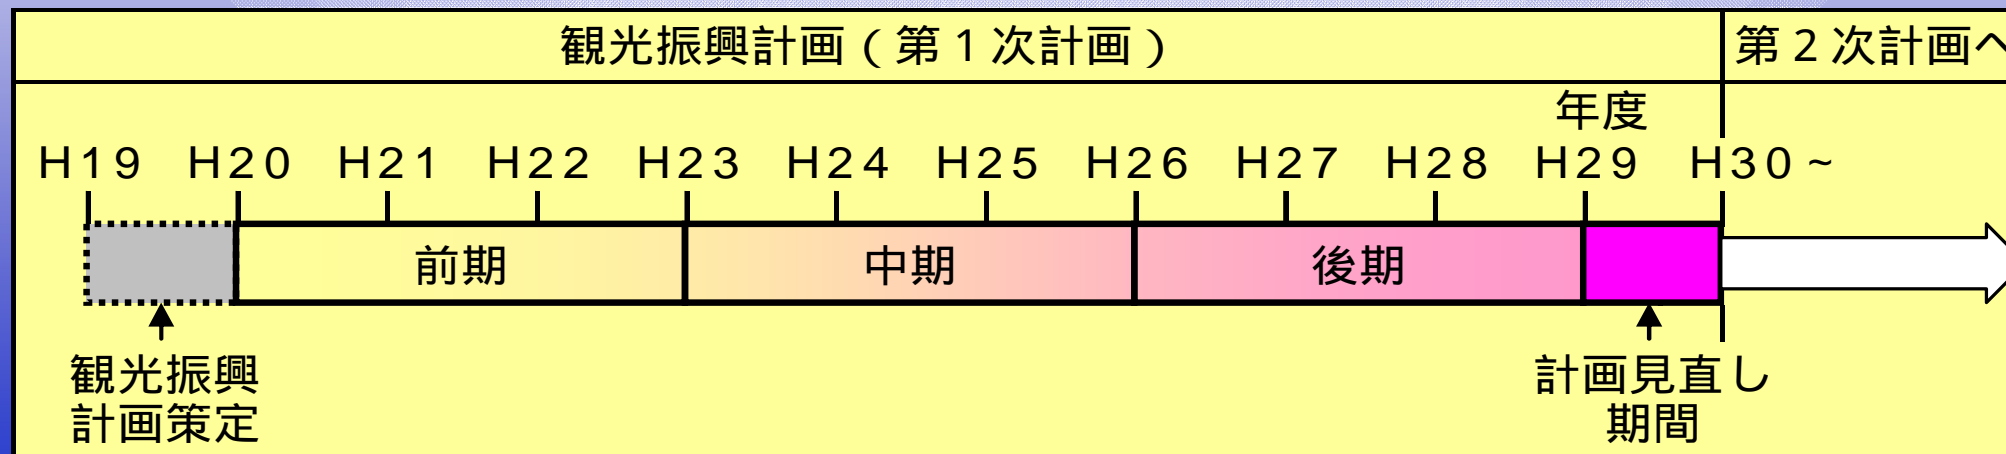 観光振興計画（第１次計画）
第２次計画へ
年度
H19 H20 H21 H22 H23 H24 H25 H26 H27 H28 H29 H30～
前期
中期
後期
観光振興
計画策定
計画見直し
期間